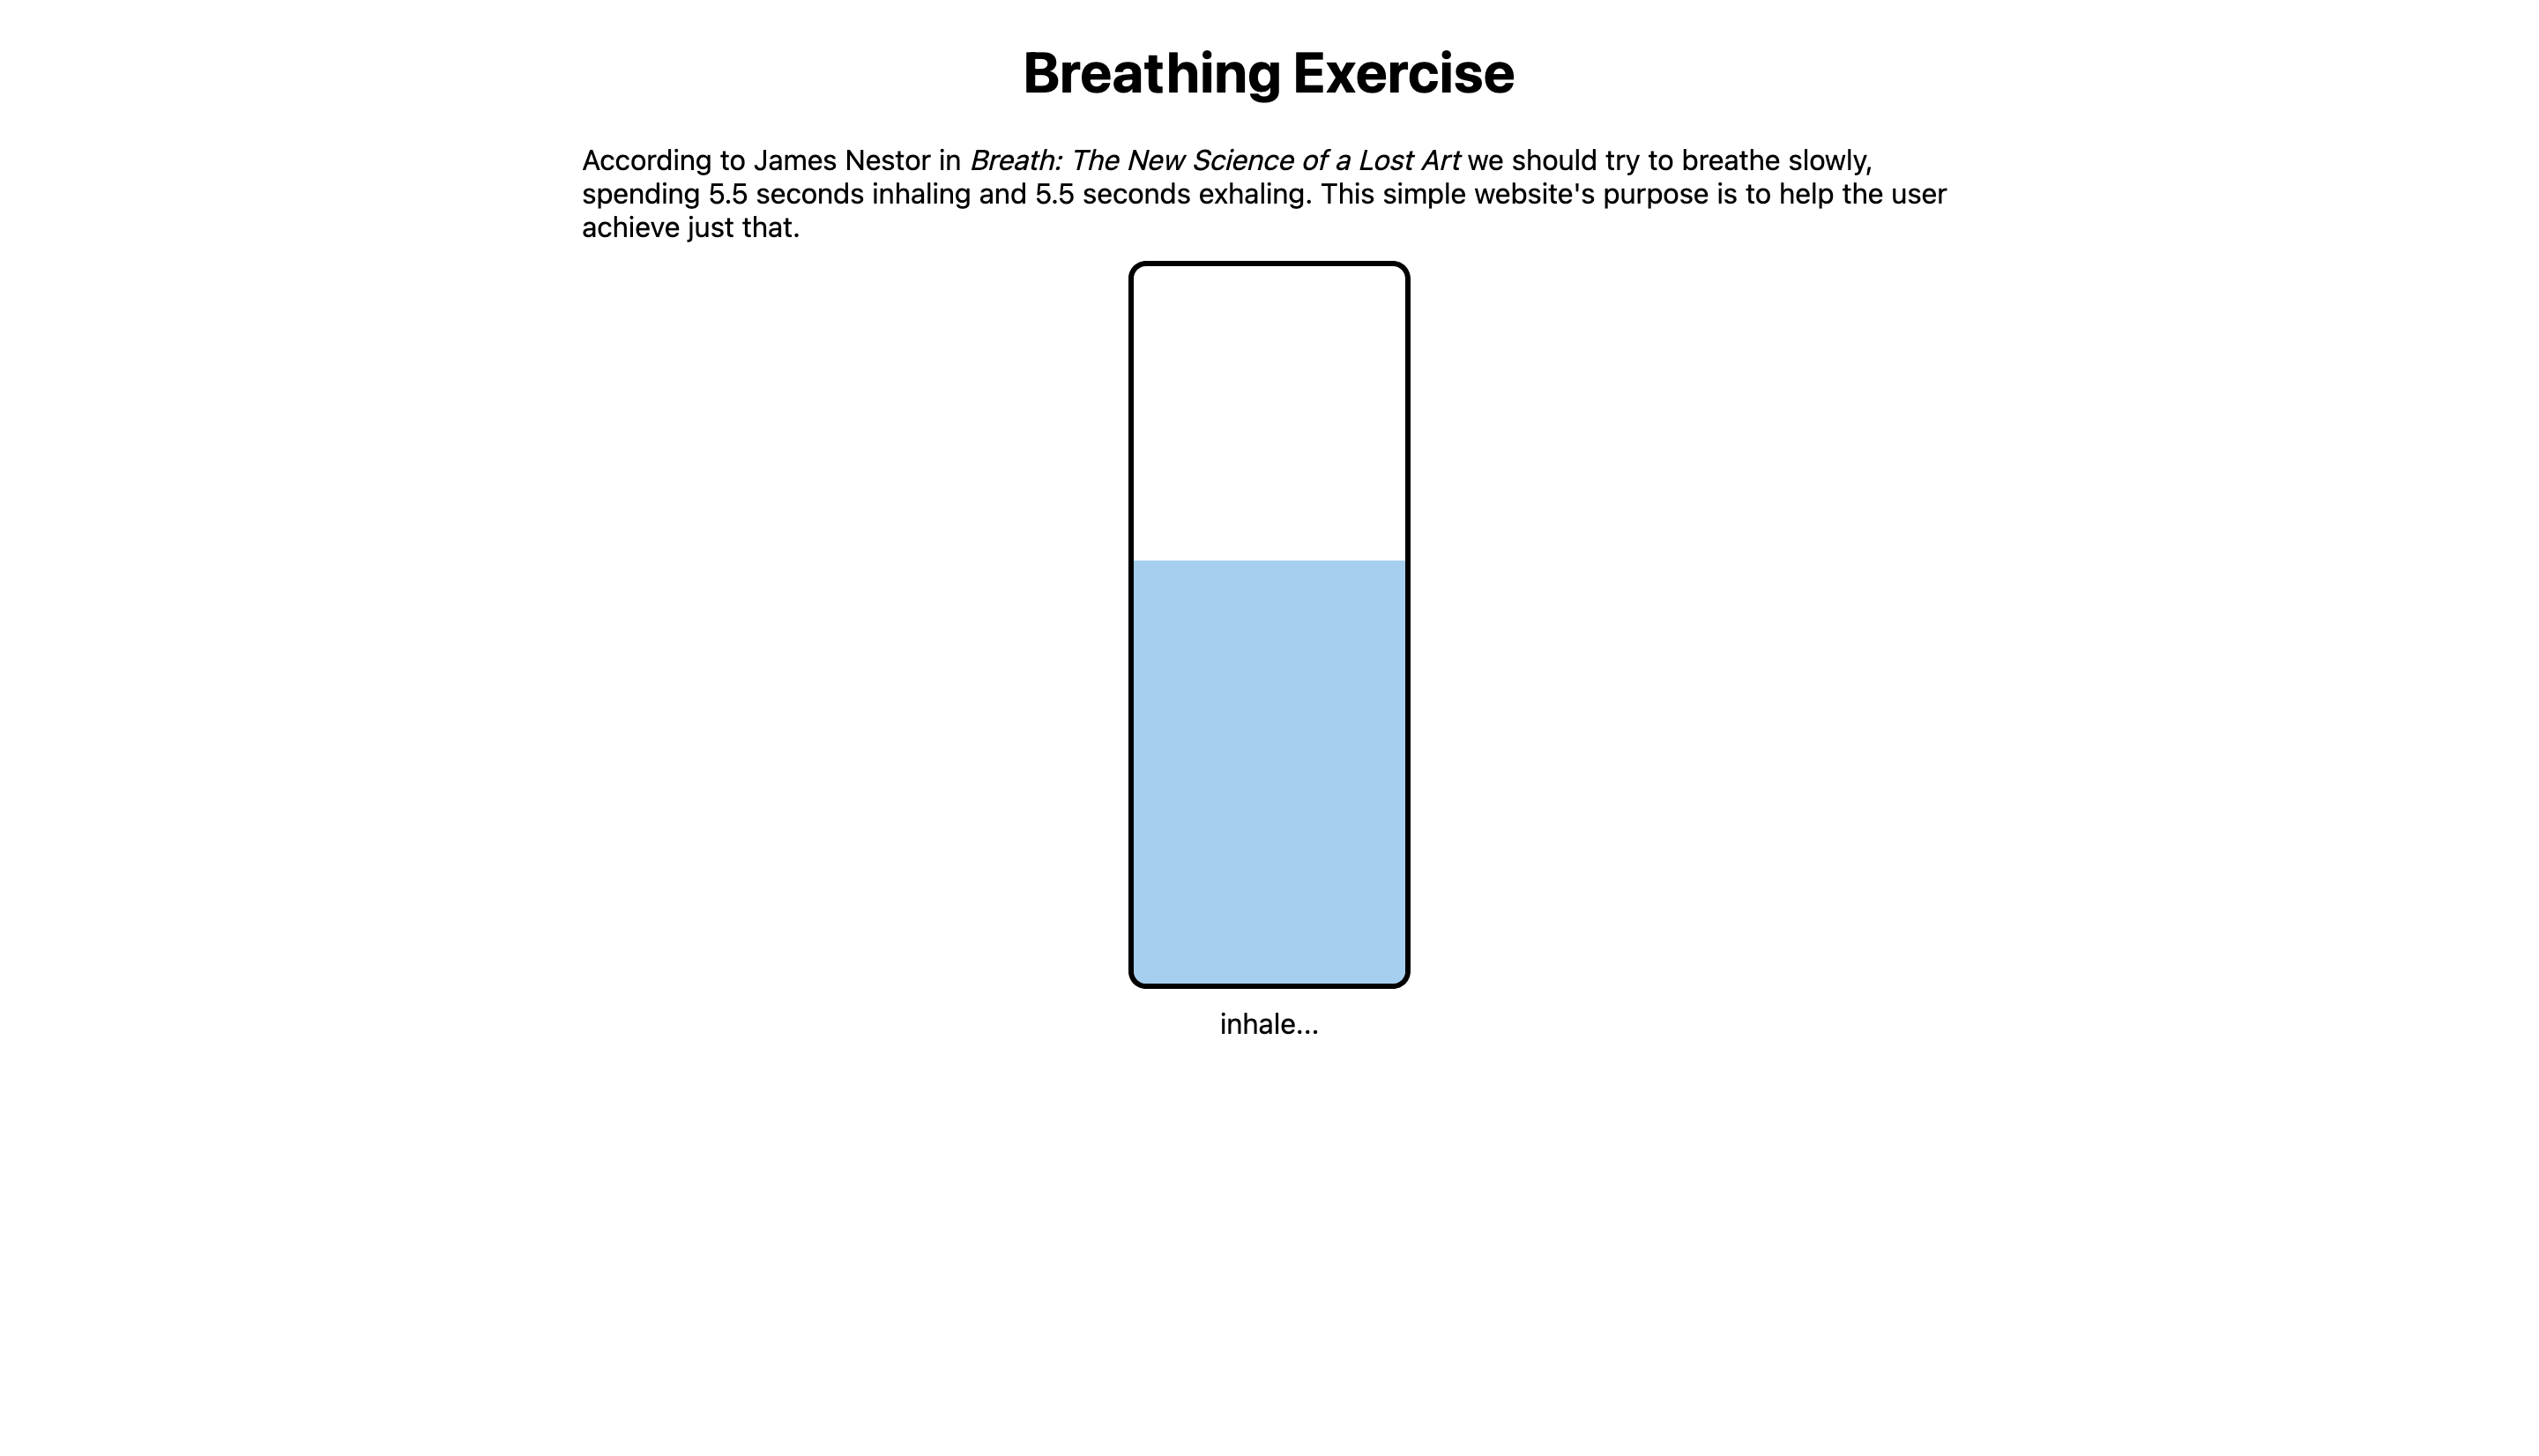 Breathing Exercise
According to James Nestor in Breath: The New Science of a Lost Art we should try to breathe slowly,
spending 5.5 seconds inhaling and 5.5 seconds exhaling. This simple website's purpose is to help the user
achieve just that.
inhale...